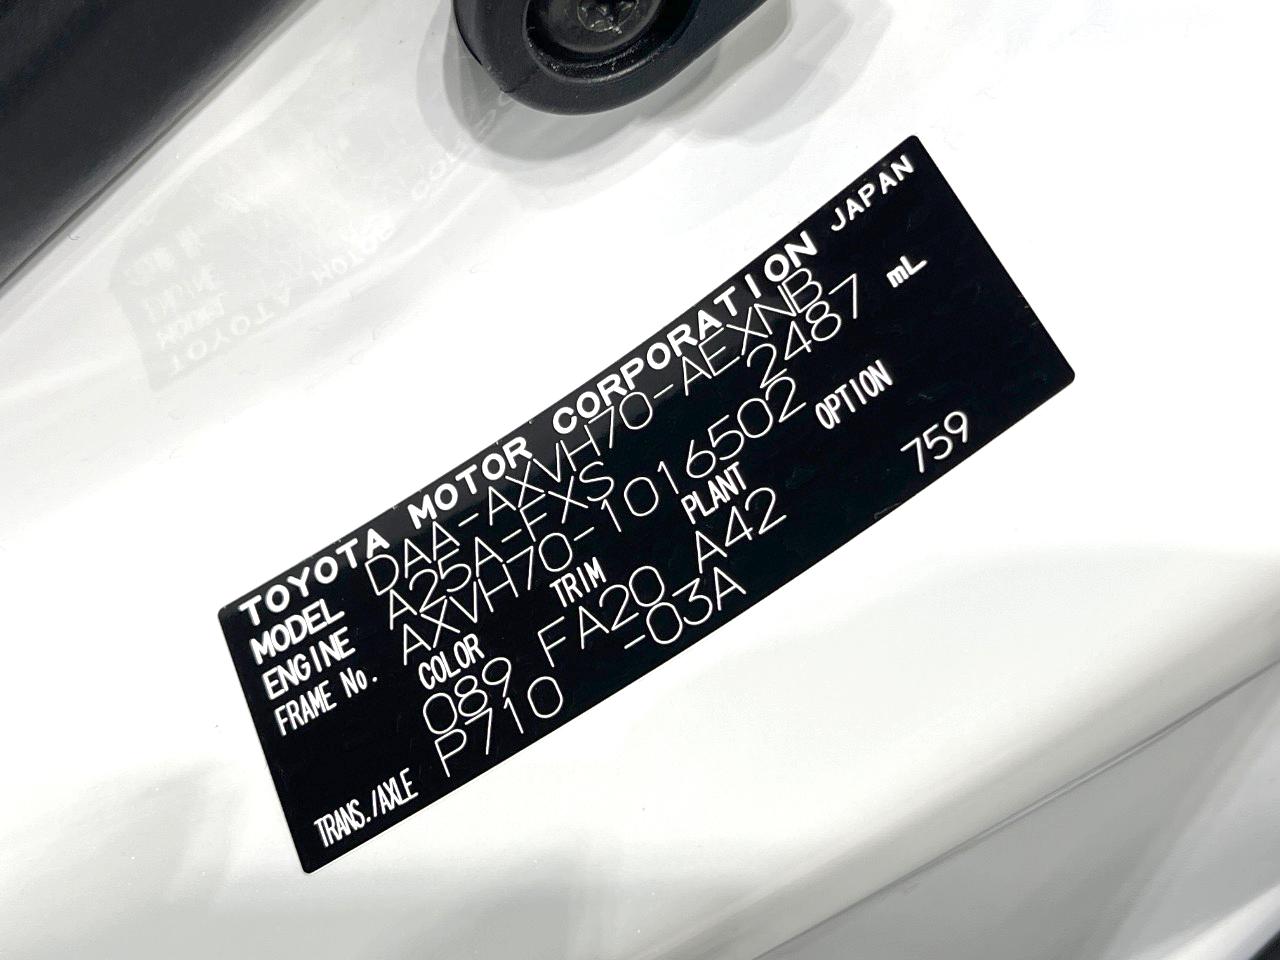 TOYOTA MOTOR CORPORATION JAPAN
MODEL DAA-AXVH70-AEXNB
ENGINE A25A-FXS 2487 mL
FRAME No. AXVH70-1016502
COLOR TRIM PLANT OPTION
089 FA20 A42 759
TRANS./AXLE P710 -03A